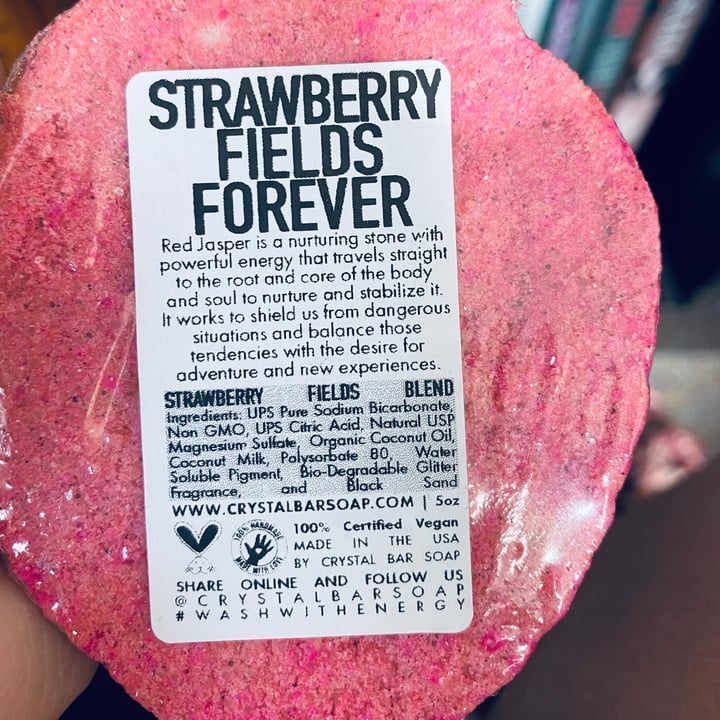 STRAWBERRY
FIELDS
FOREVER
Red Jasper is a nurturing stone with
powerful energy that travels straight
to the root and core of the body
and soul to nurture and stabilize it.
It works to shield us from dangerous
situations and balance those
tendencies with the desire for
adventure and new experiences.
STRAWBERRY FIELDS BLEND
Ingredients: UPS Pure Sodium Bicarbonate,
Non GMO, UPS Citric Acid, Natural USP
Magnesium Sulfate, Organic Coconut Oil,
Coconut Milk, Polysorbate 80, Water
Soluble Pigment, Bio-Degradable Glitter
Fragrance, and Black Sand
WWW.CRYSTALBARSOAP.COM | 5oz
100% HANDMADE
MADE WITH LOVE
100% Certified Vegan
MADE IN THE USA
BY CRYSTAL BAR SOAP
SHARE ONLINE AND FOLLOW US
@CRYSTALBARSOAP
#WASHWITHENERGY